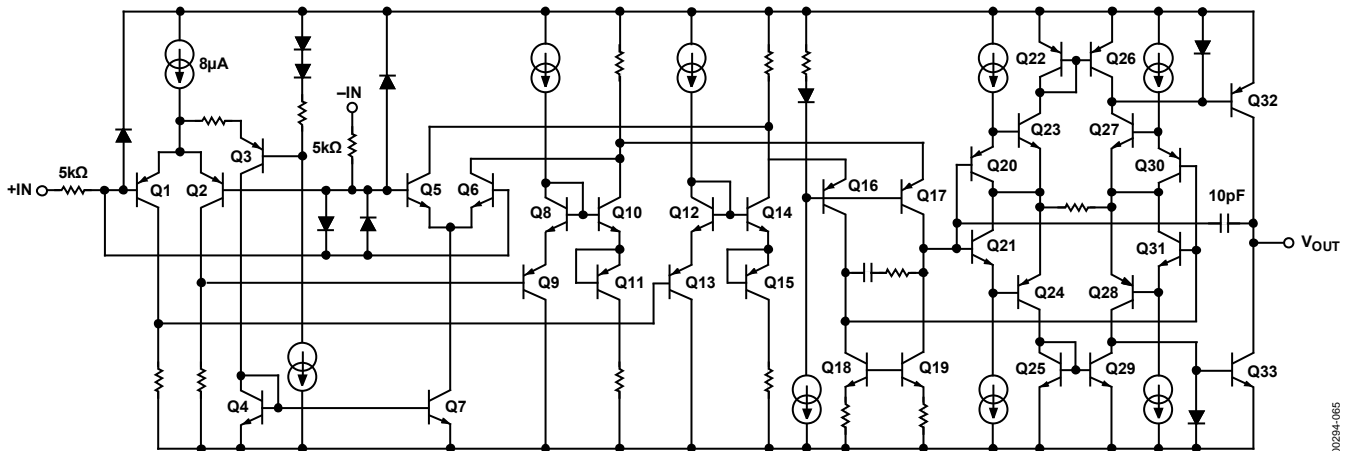 8µA
Q22
Q26
Q32
–IN
Q23
Q27
Q3
5kΩ
Q20
Q30
5kΩ
+IN
Q1
Q2
Q5
Q6
Q16
Q17
10pF
Q8
Q10
Q12
Q14
Q21
Q31
VOUT
Q9
Q11
Q13
Q15
Q24
Q28
Q18
Q19
Q25
Q29
Q33
Q4
Q7
00294-065